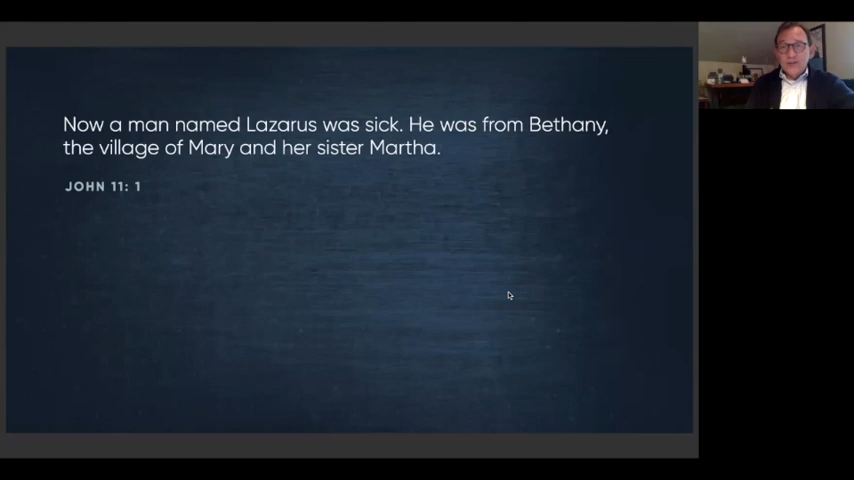 Now a man named Lazarus was sick. He was from Bethany,
the village of Mary and her sister Martha.
JOHN 11: 1